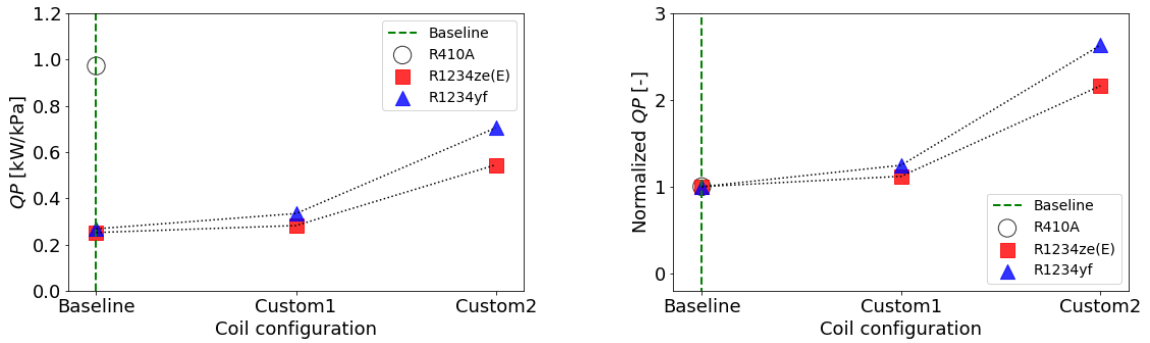 1.2
1.0
0.8
0.6
0.4
0.2
0.0
QP [kW/kPa]
Baseline
R410A
R1234ze(E)
R1234yf
Baseline Custom1 Custom2
Coil configuration
3
2
1
0
Normalized QP [-]
Baseline
R410A
R1234ze(E)
R1234yf
Baseline Custom1 Custom2
Coil configuration